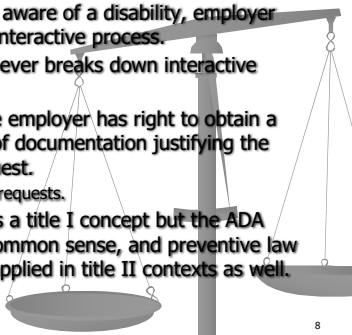 aware of a disability, employer
nteractive process.
ever breaks down interactive
e employer has right to obtain a
of documentation justifying the
est.
requests.
s a title I concept but the ADA
ommon sense, and preventive law
pplied in title II contexts as well.
8